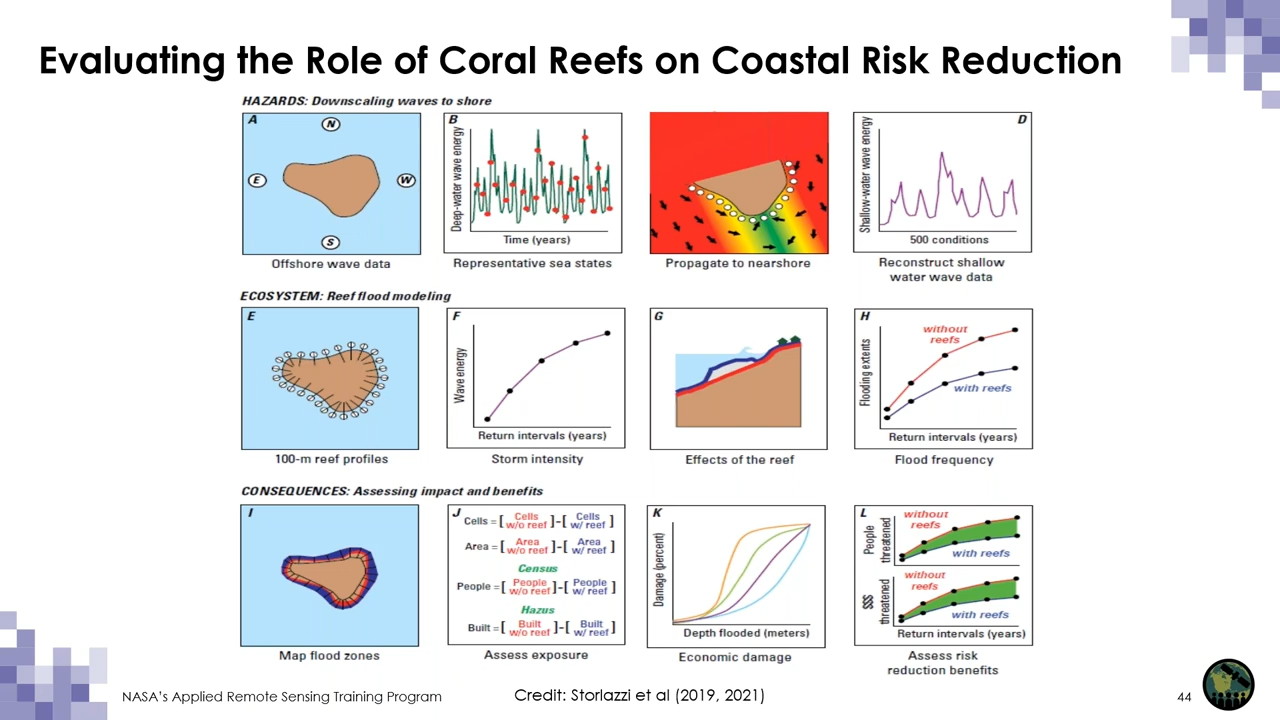 Evaluating the Role of Coral Reefs on Coastal Risk Reduction
HAZARDS: Downscaling waves to shore
A
N
E
W
S
Offshore wave data
B
Deep-water wave energy
Time (years)
Representative sea states
Propagate to nearshore
D
Shallow-water wave energy
500 conditions
Reconstruct shallow
water wave data
ECOSYSTEM: Reef flood modeling
E
100-m reef profiles
F
Wave energy
Return intervals (years)
Storm intensity
G
Effects of the reef
H
Flooding extents
without
reefs
with reefs
Return intervals (years)
Flood frequency
CONSEQUENCES: Assessing impact and benefits
I
Map flood zones
J
Cells = [ Cells w/o reef ] - [ Cells w/ reef ]
Area = [ Area w/o reef ] - [ Area w/ reef ]
Census
People = [ People w/o reef ] - [ People w/ reef ]
Hazus
Built = [ Built w/o reef ] - [ Built w/ reef ]
Assess exposure
K
Damage (percent)
Depth flooded (meters)
Economic damage
L
People
threatened
without
reefs
with reefs
$$$
threatened
without
reefs
with reefs
Return intervals (years)
Assess risk
reduction benefits
NASA's Applied Remote Sensing Training Program
Credit: Storlazzi et al (2019, 2021)
44